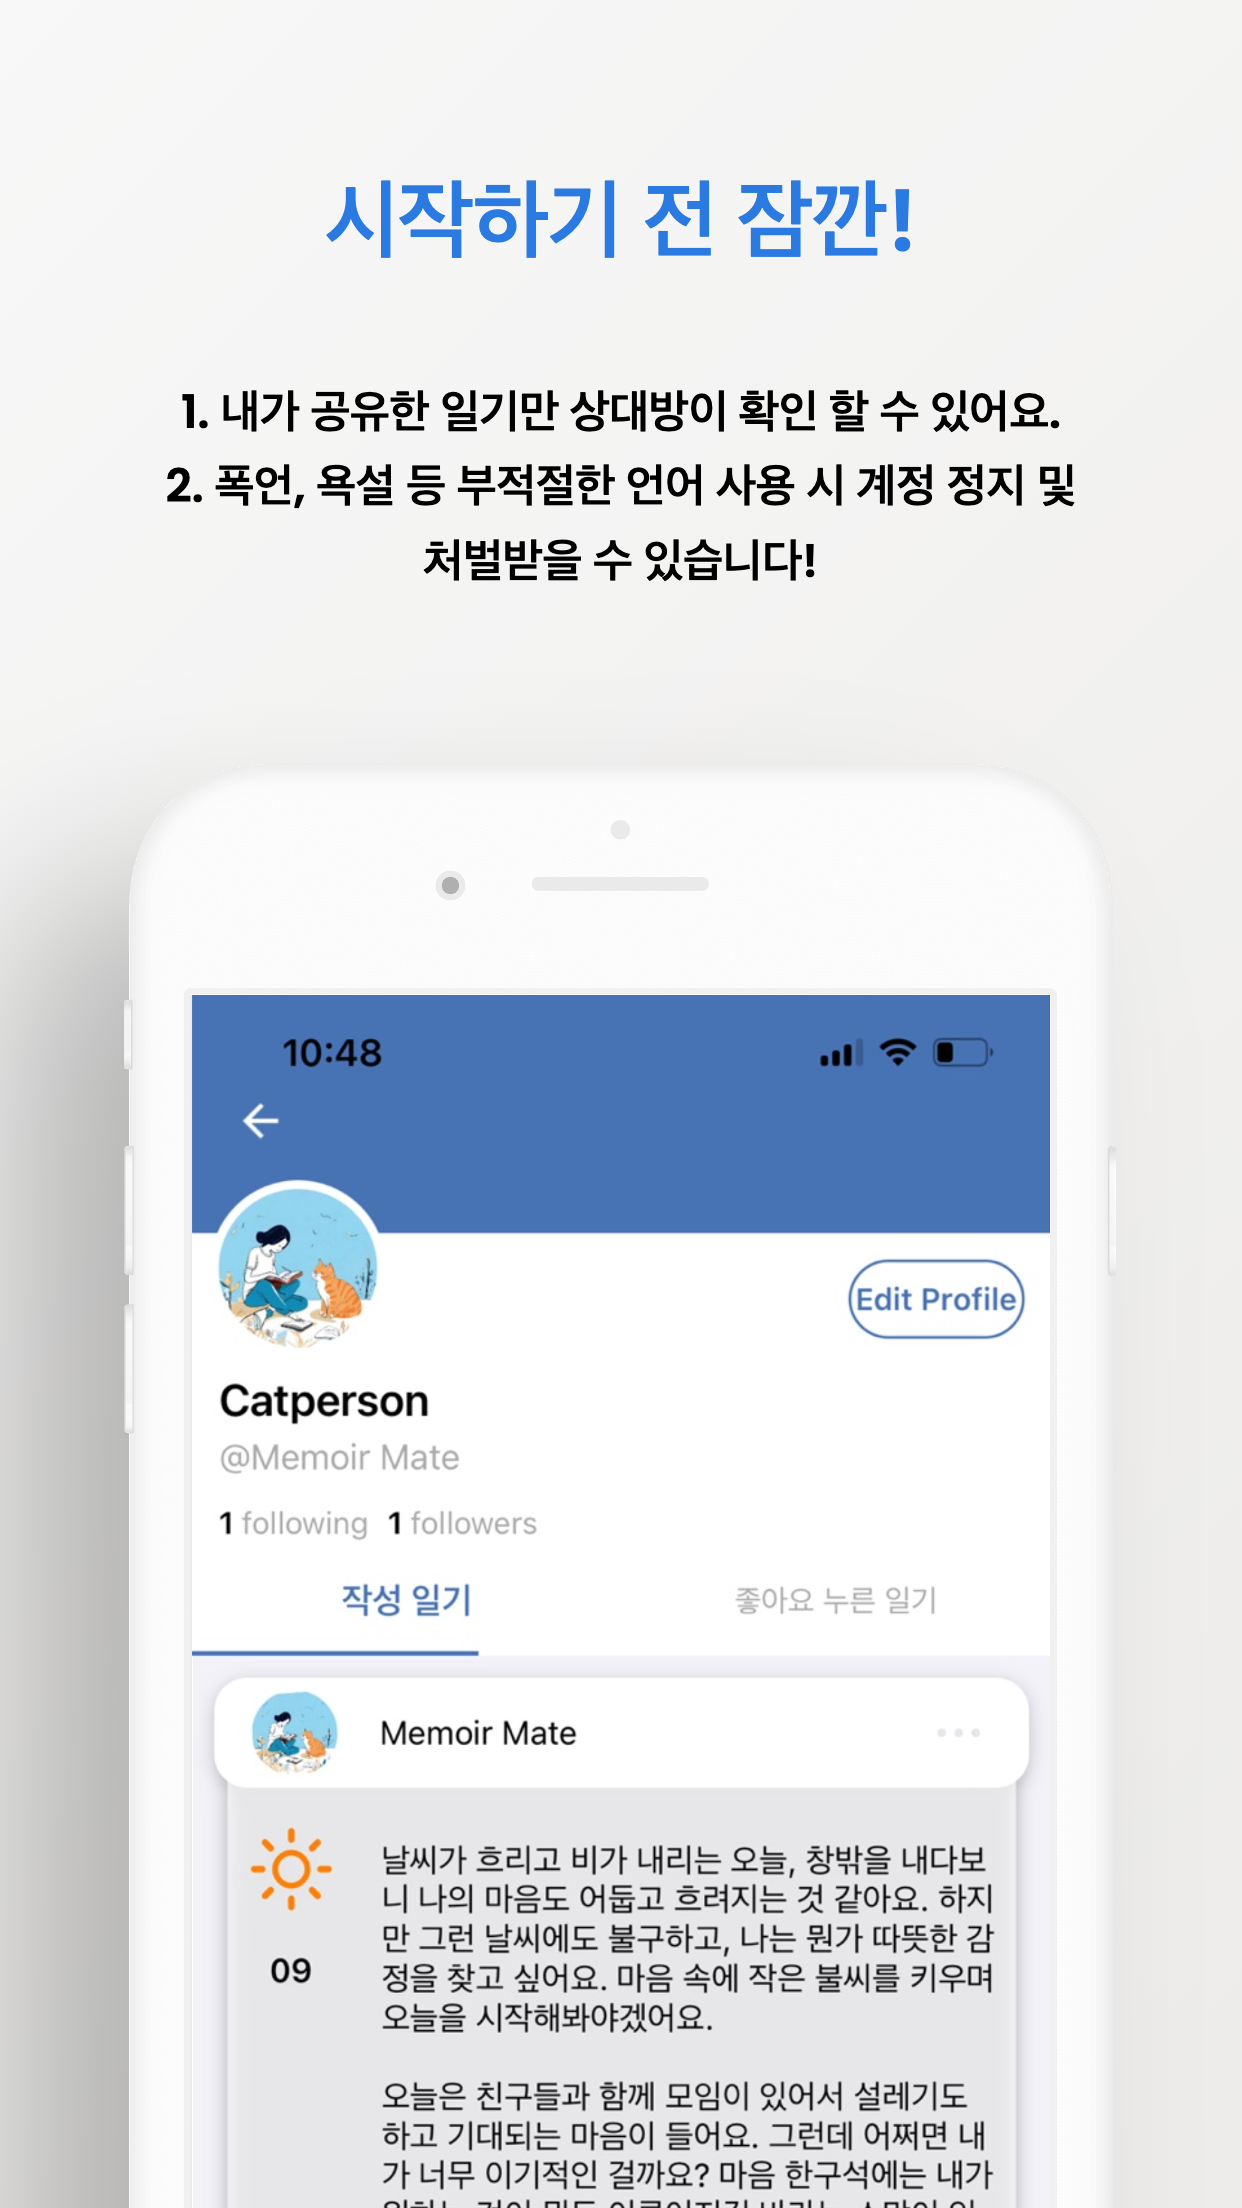 시작하기 전 잠깐!
1. 내가 공유한 일기만 상대방이 확인 할 수 있어요.
2. 폭언, 욕설 등 부적절한 언어 사용 시 계정 정지 및
처벌받을 수 있습니다!
10:48
Edit Profile
Catperson
@Memoir Mate
1 following 1 followers
작성 일기 좋아요 누른 일기
Memoir Mate
09
날씨가 흐리고 비가 내리는 오늘, 창밖을 내다보
니 나의 마음도 어둡고 흐려지는 것 같아요. 하지
만 그런 날씨에도 불구하고, 나는 뭔가 따뜻한 감
정을 찾고 싶어요. 마음 속에 작은 불씨를 키우며
오늘을 시작해봐야겠어요.
오늘은 친구들과 함께 모임이 있어서 설레기도
하고 기대되는 마음이 들어요. 그런데 어쩌면 내
가 너무 이기적인 걸까요? 마음 한구석에는 내가